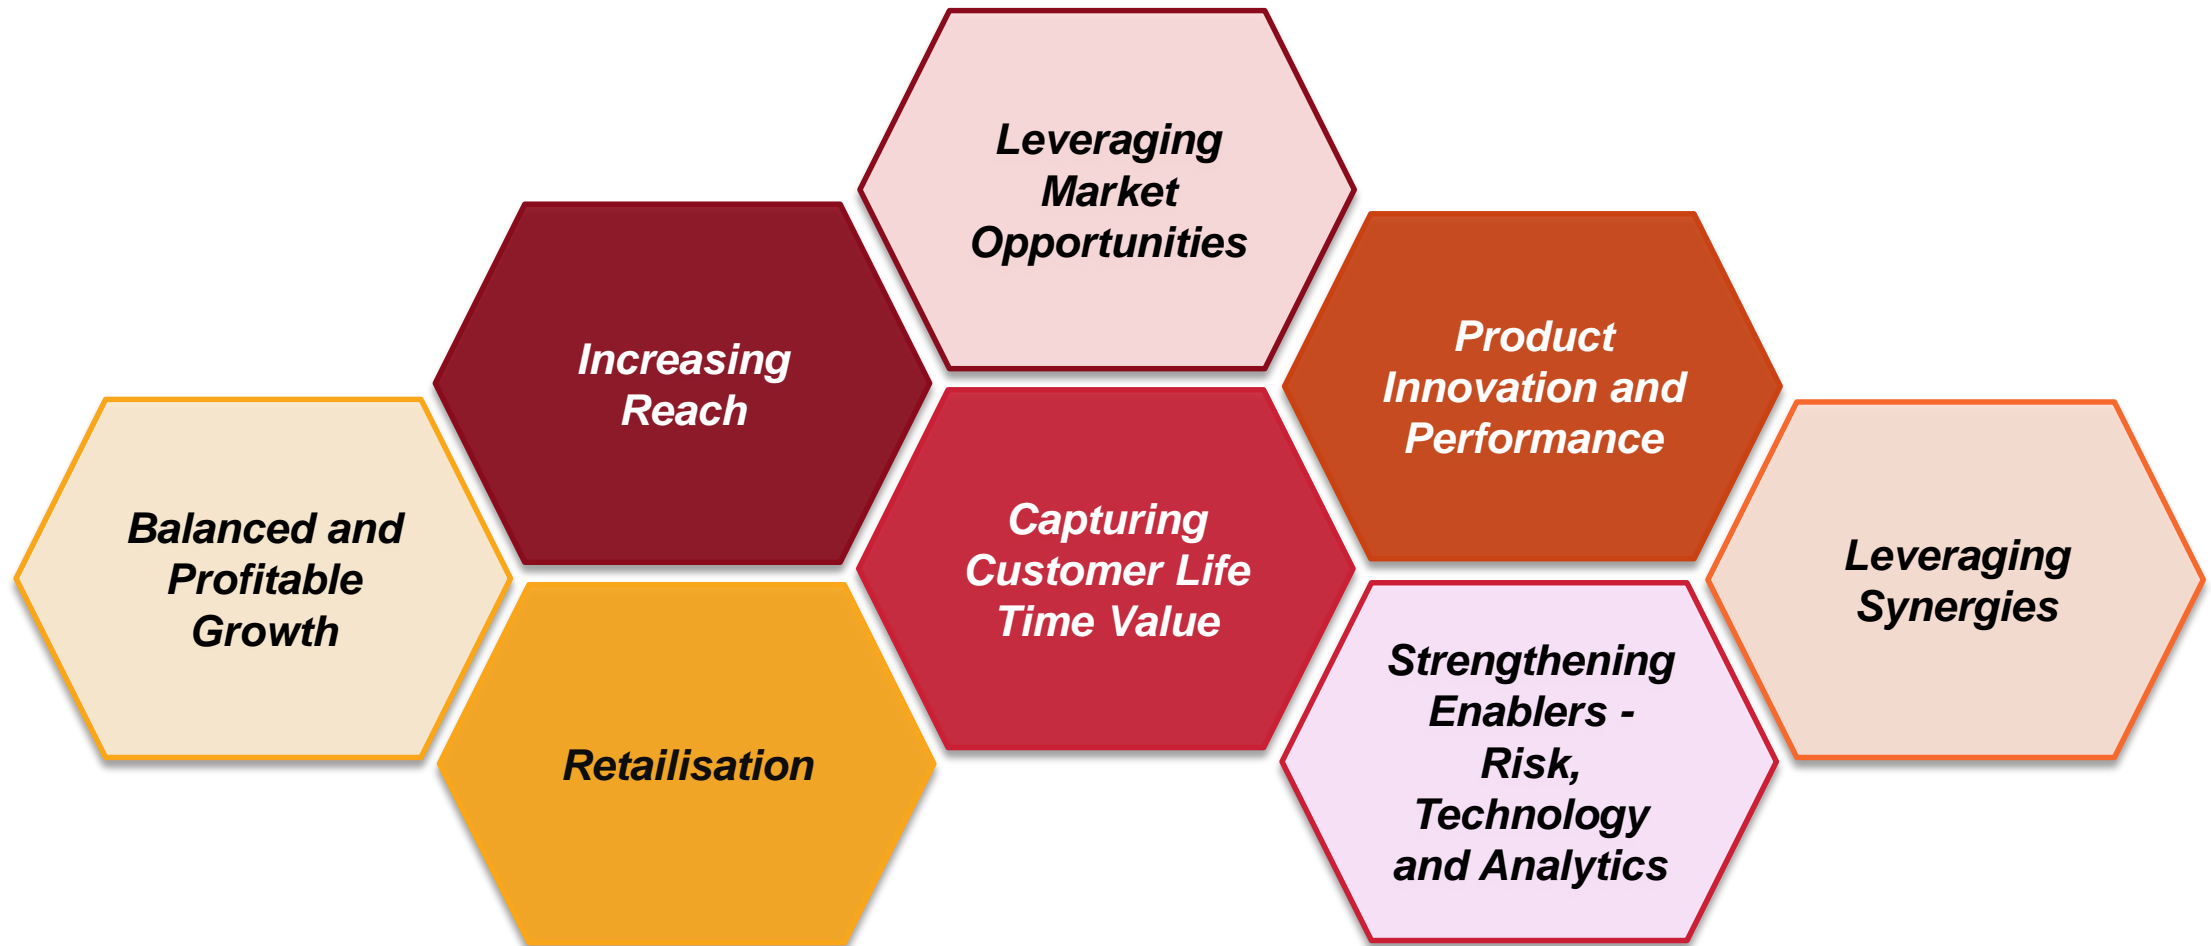 Leveraging
Market
Opportunities
Increasing
Reach
Product
Innovation and
Performance
Balanced and
Profitable
Growth
Capturing
Customer Life
Time Value
Leveraging
Synergies
Retailisation
Strengthening
Enablers -
Risk,
Technology
and Analytics